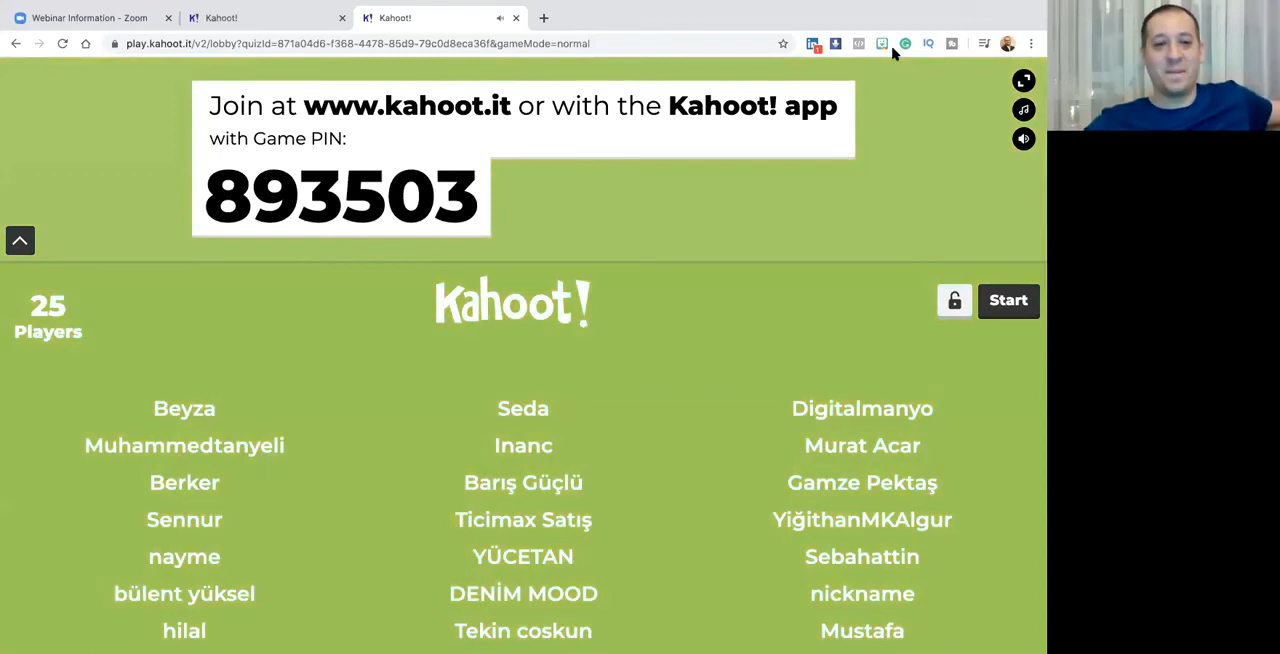 Webinar Information - Zoom
Kahoot!
Kahoot!
play.kahoot.it/v2/lobby?quizId=871a04d6-f368-4478-85d9-79c0d8eca36f&gameMode=normal
Join at www.kahoot.it or with the Kahoot! app
with Game PIN:
893503
25
Players
Kahoot!
Start
Beyza Seda Digitalmanyo
Muhammedtanyeli Inanc Murat Acar
Berker Barış Güçlü Gamze Pektaş
Sennur Ticimax Satış YiğithanMKAlgur
nayme YÜCETAN Sebahattin
bülent yüksel DENİM MOOD nickname
hilal Tekin coskun Mustafa